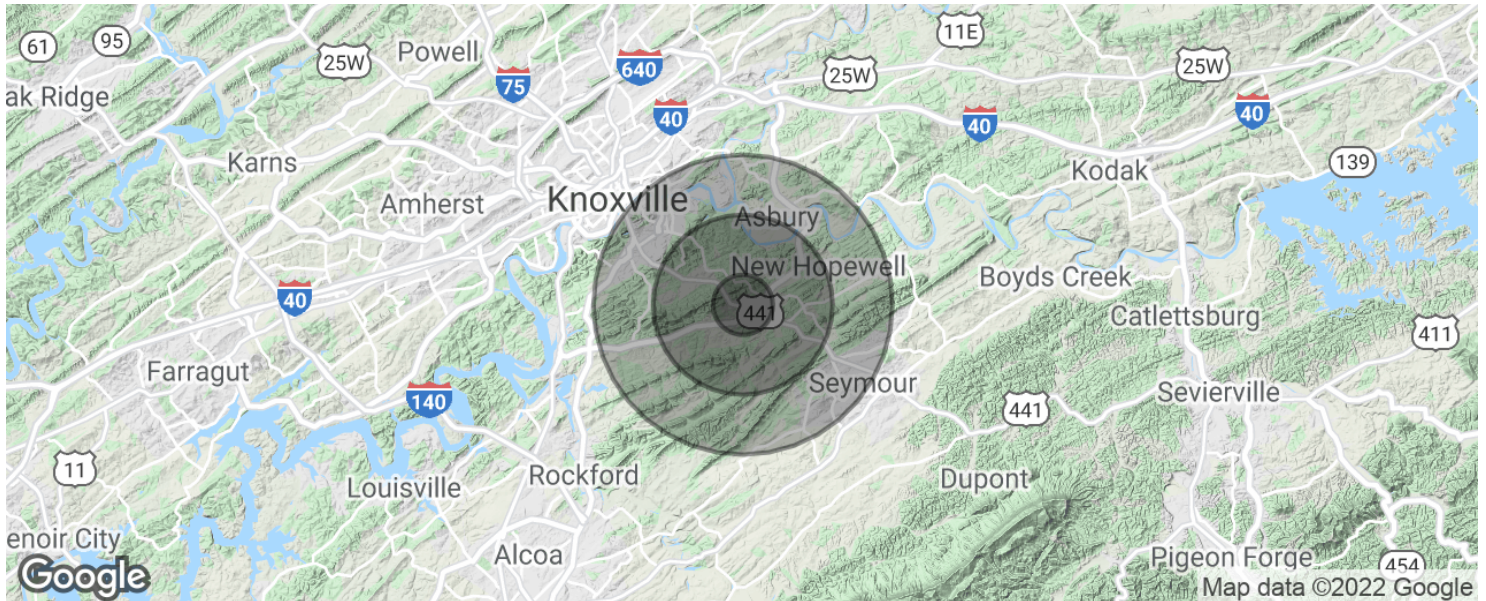 61
95
Powell
25W
75
640
11E
25W
25W
ak Ridge
40
40
40
Karns
139
Kodak
Amherst
Knoxville
Asbury
New Hopewell
Boyds Creek
40
441
Catlettsburg
411
Farragut
Seymour
140
441
Sevierville
11
Louisville
Rockford
Dupont
enoir City
Alcoa
Pigeon Forge
454
Google
Map data ©2022 Google